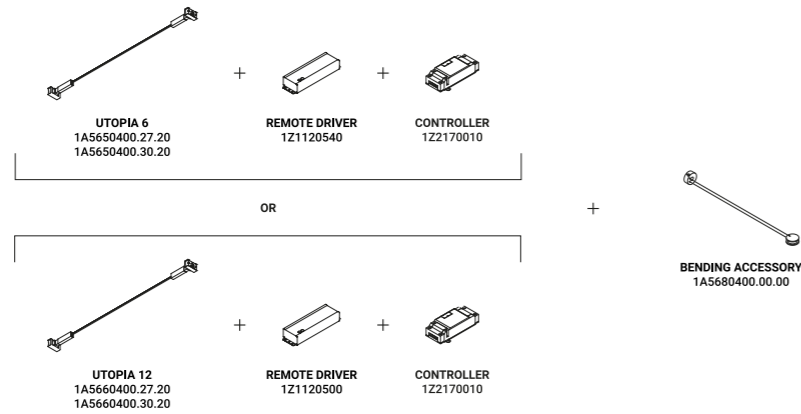 +
+
UTOPIA 6
1A5650400.27.20
1A5650400.30.20
REMOTE DRIVER
1Z1120540
CONTROLLER
1Z2170010
OR
+
BENDING ACCESSORY
1A5680400.00.00
+
+
UTOPIA 12
1A5660400.27.20
1A5660400.30.20
REMOTE DRIVER
1Z1120500
CONTROLLER
1Z2170010